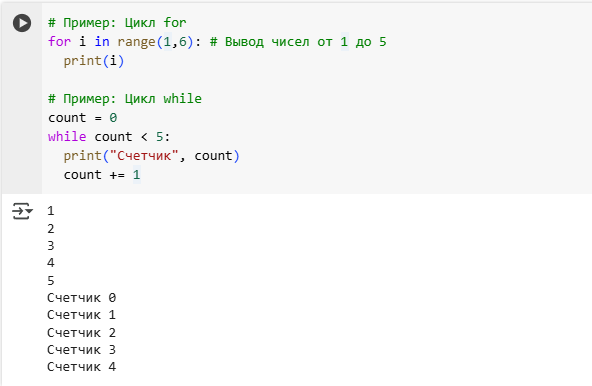 # Пример: Цикл for
for i in range(1,6): # Вывод чисел от 1 до 5
  print(i)

# Пример: Цикл while
count = 0
while count < 5:
  print("Счетчик", count)
  count += 1
1
2
3
4
5
Счетчик 0
Счетчик 1
Счетчик 2
Счетчик 3
Счетчик 4